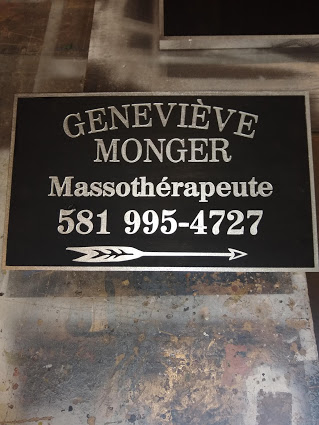 GENEVIÈVE
MONGER
Massothérapeute
581 995-4727